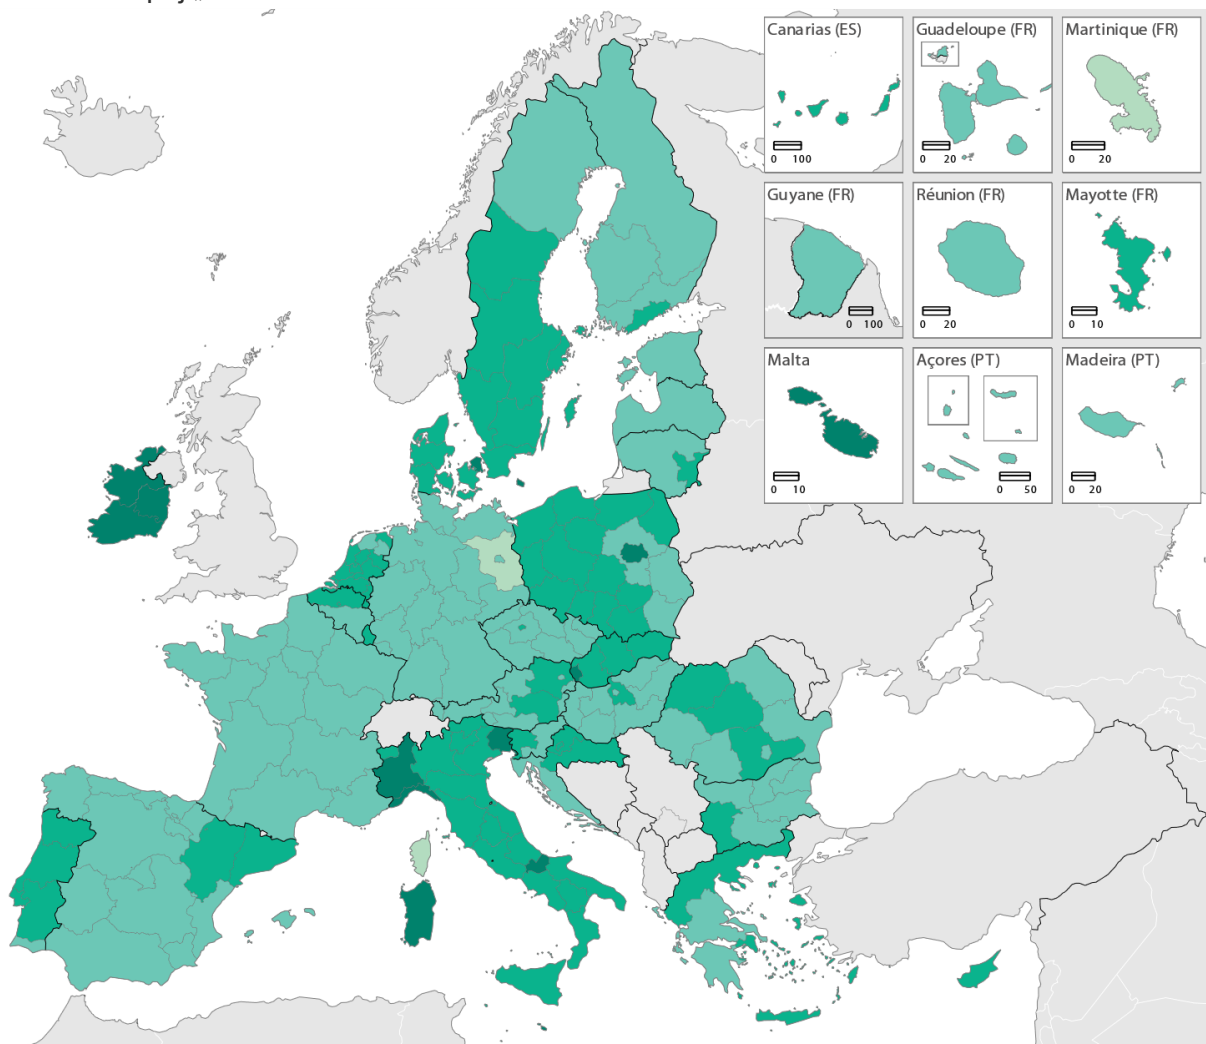 Canarias (ES)
0 100
Guadeloupe (FR)
0 20
Martinique (FR)
0 20
Guyane (FR)
0 100
Réunion (FR)
0 20
Mayotte (FR)
0 10
Malta
0 10
Açores (PT)
0 50
Madeira (PT)
0 20